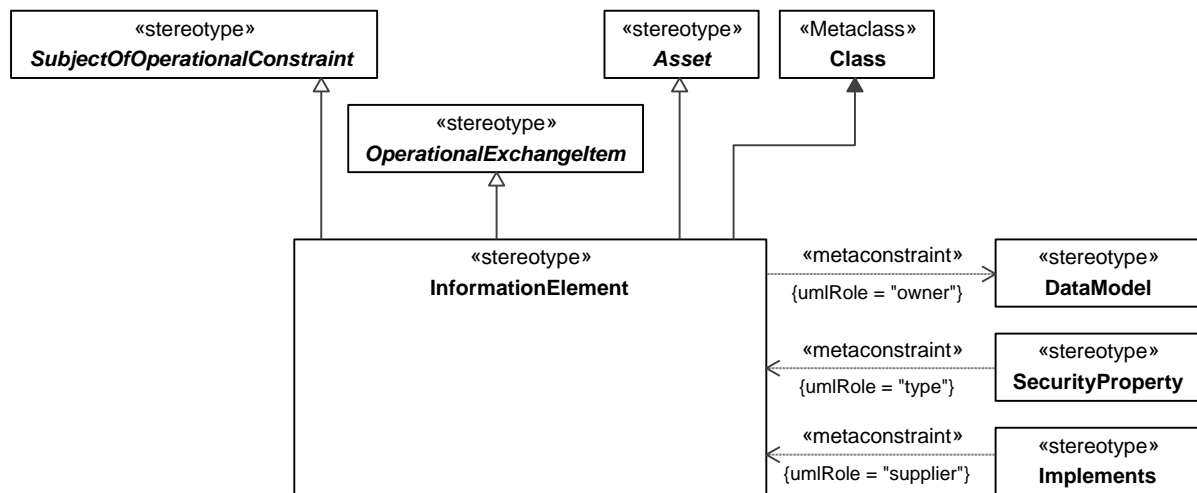 «stereotype»
SubjectOfOperationalConstraint
«stereotype»
Asset
«Metaclass»
Class
«stereotype»
OperationalExchangeItem
«stereotype»
InformationElement
«metaconstraint»
{umlRole = "owner"}
«stereotype»
DataModel
«metaconstraint»
{umlRole = "type"}
«stereotype»
SecurityProperty
«metaconstraint»
{umlRole = "supplier"}
«stereotype»
Implements